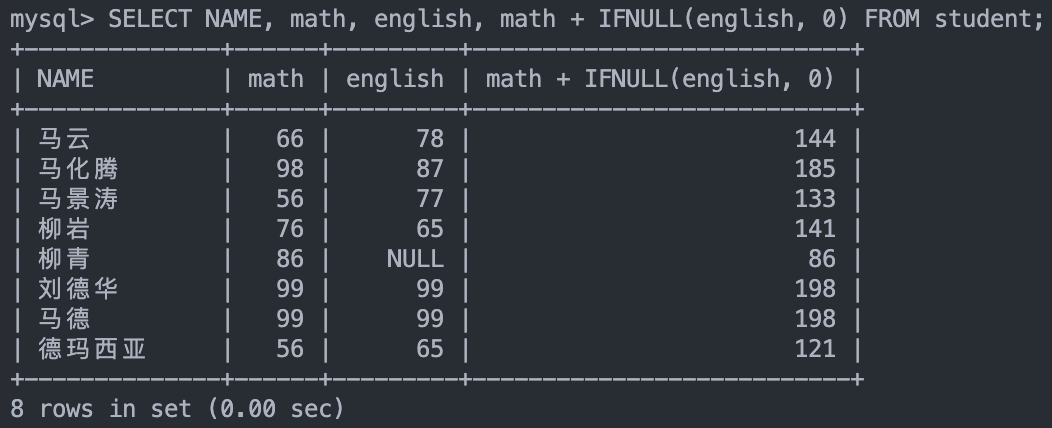 mysql> SELECT NAME, math, english, math + IFNULL(english, 0) FROM student;
+--------------+------+---------+---------------------------+
| NAME | math | english | math + IFNULL(english, 0) |
+--------------+------+---------+---------------------------+
| 马云 | 66 | 78 | 144 |
| 马化腾 | 98 | 87 | 185 |
| 马景涛 | 56 | 77 | 133 |
| 柳岩 | 76 | 65 | 141 |
| 柳青 | 86 | NULL | 86 |
| 刘德华 | 99 | 99 | 198 |
| 马德 | 99 | 99 | 198 |
| 德玛西亚 | 56 | 65 | 121 |
+--------------+------+---------+---------------------------+
8 rows in set (0.00 sec)